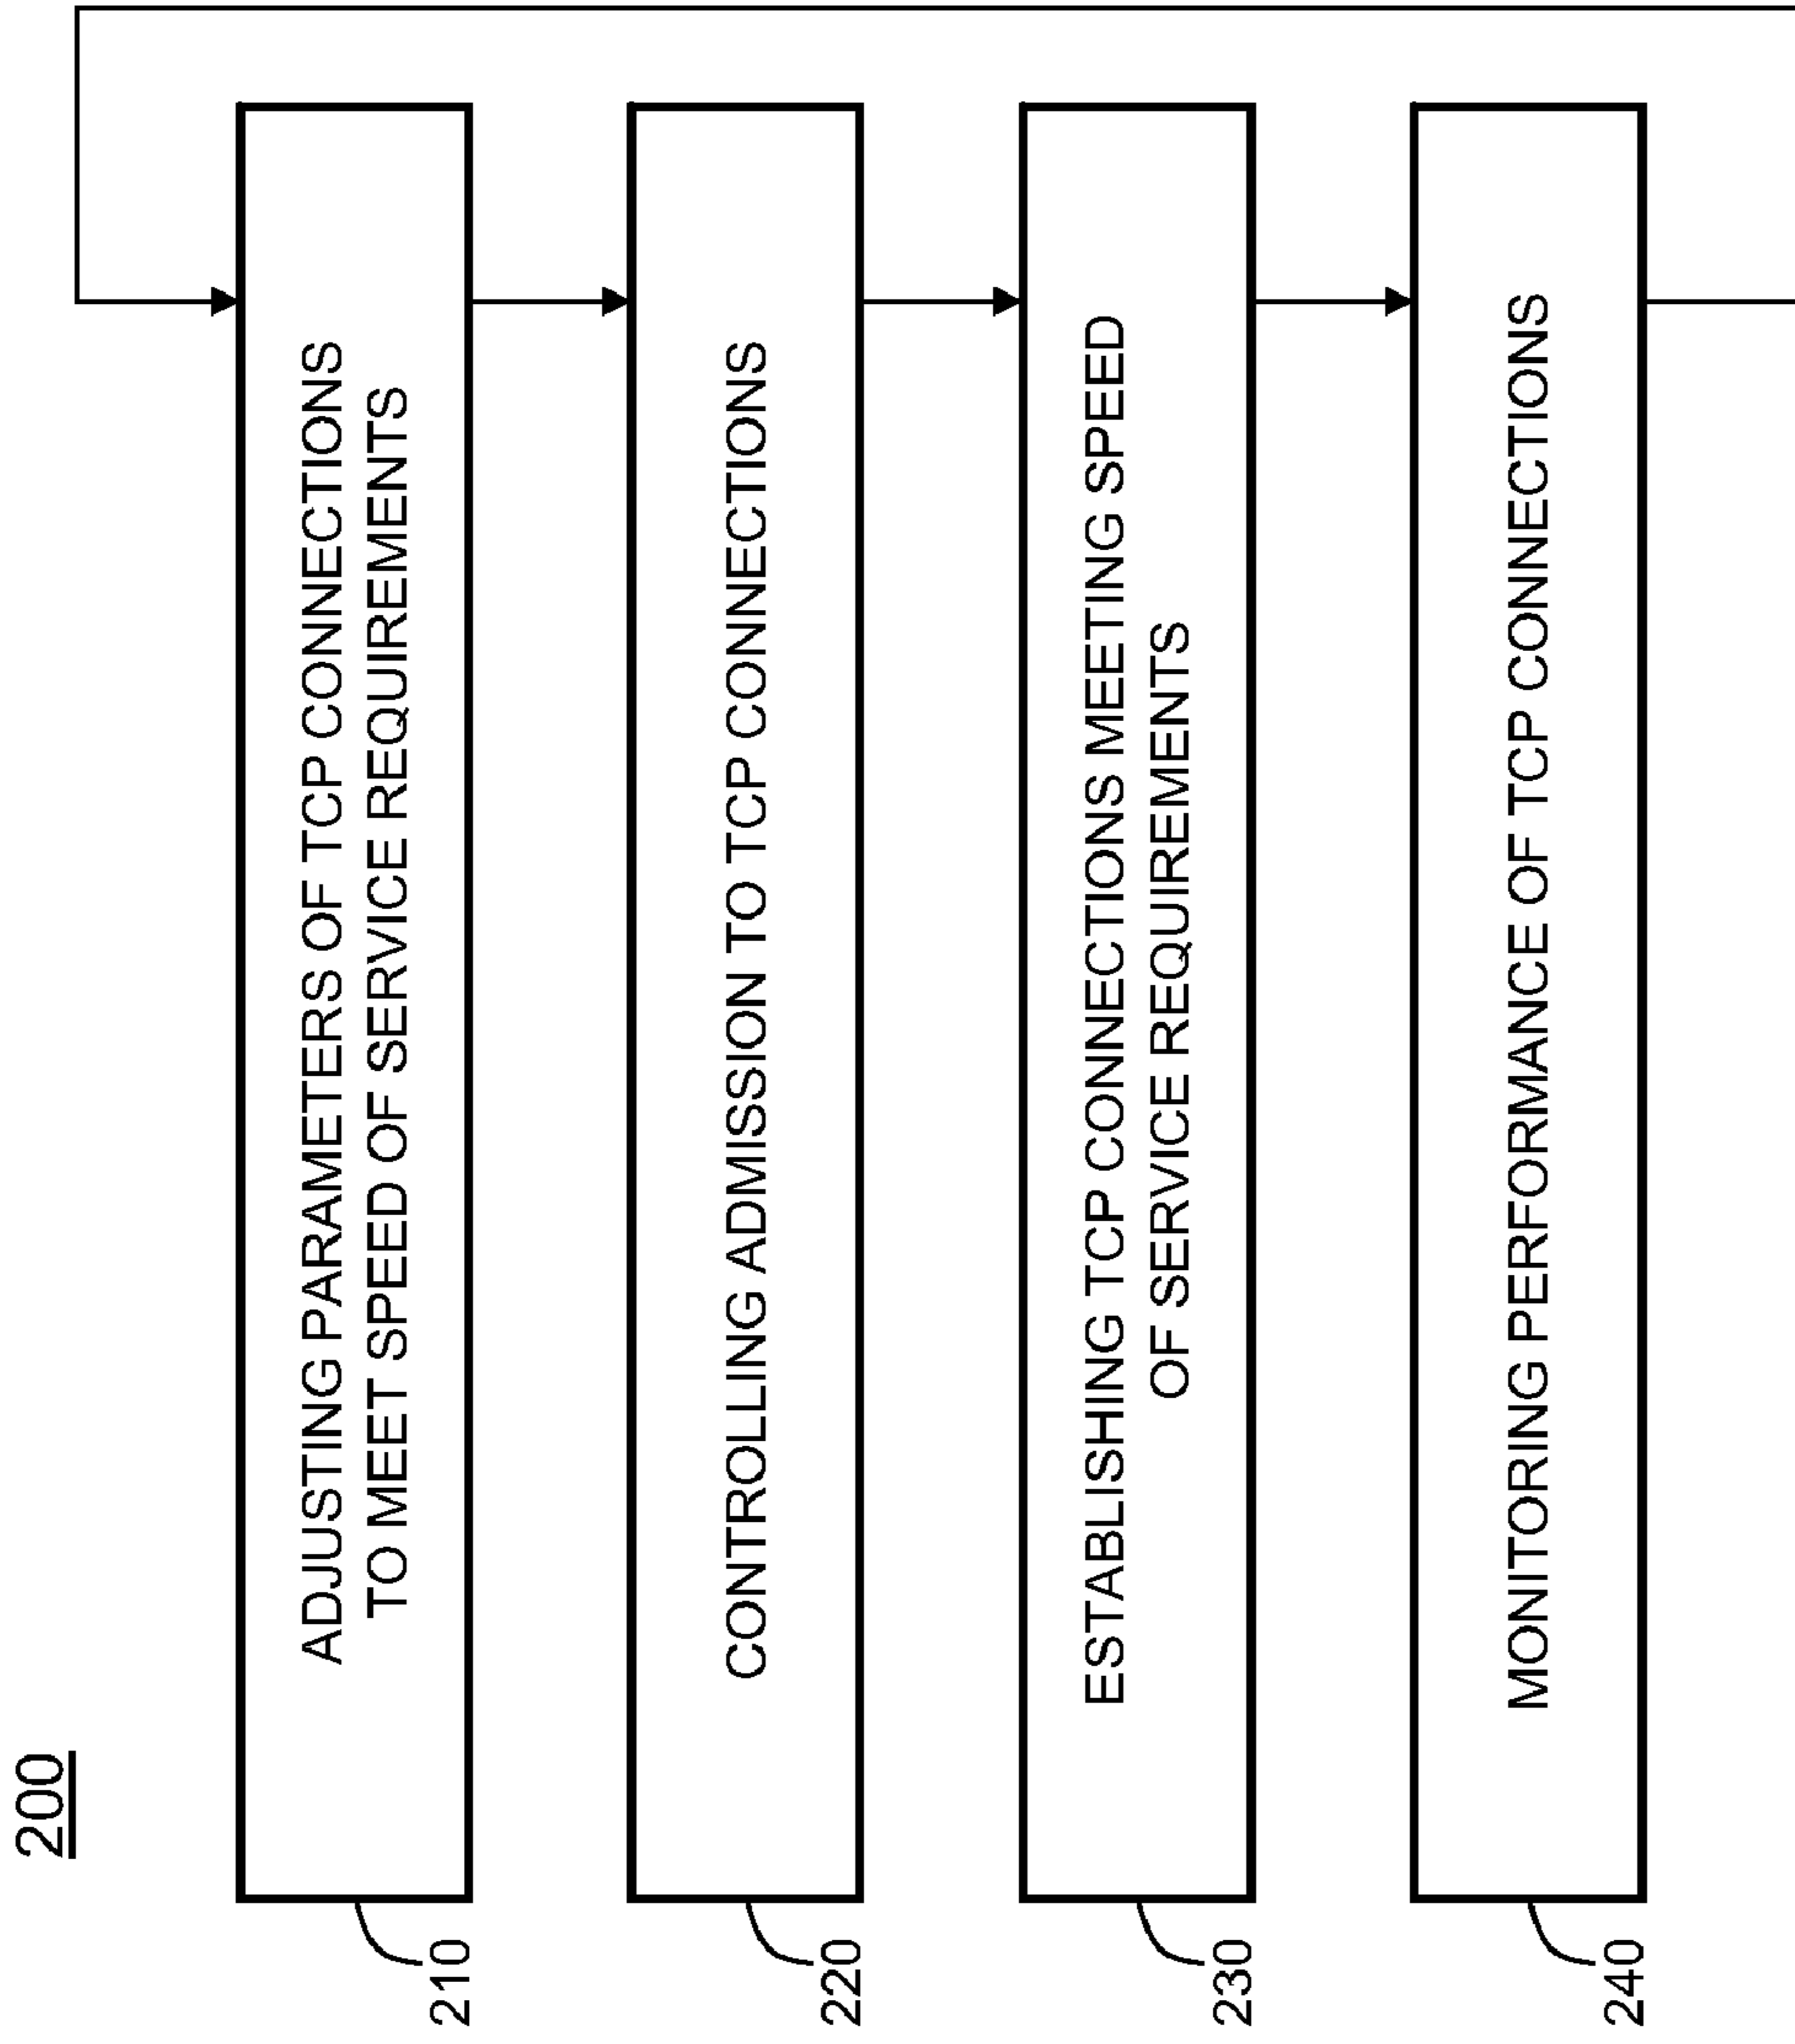 200
ADJUSTING PARAMETERS OF TCP CONNECTIONS
TO MEET SPEED OF SERVICE REQUIREMENTS
210
CONTROLLING ADMISSION TO TCP CONNECTIONS
220
ESTABLISHING TCP CONNECTIONS MEETING SPEED
OF SERVICE REQUIREMENTS
230
MONITORING PERFORMANCE OF TCP CONNECTIONS
240